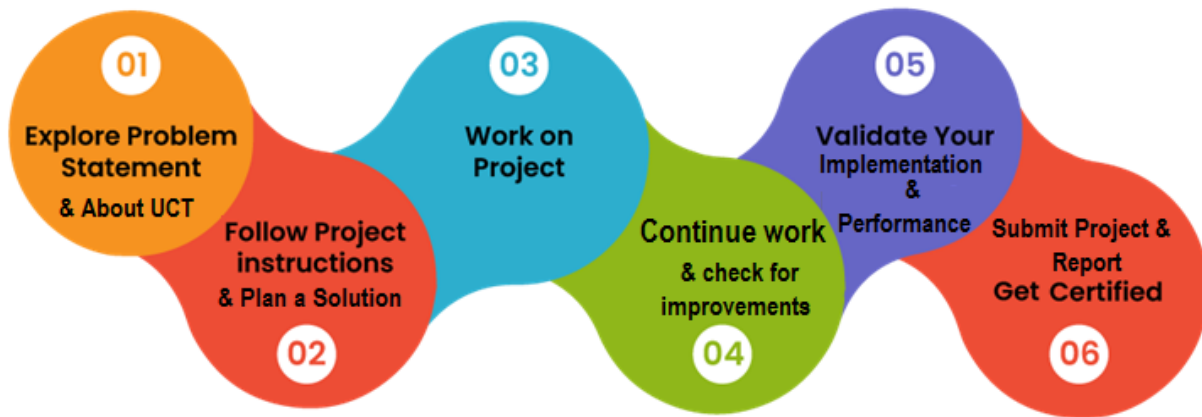 01
Explore Problem
Statement
& About UCT
Follow Project
instructions
& Plan a Solution
02
03
Work on
Project
Continue work
& check for
improvements
04
05
Validate Your
Implementation
&
Performance
Submit Project &
Report
Get Certified
06